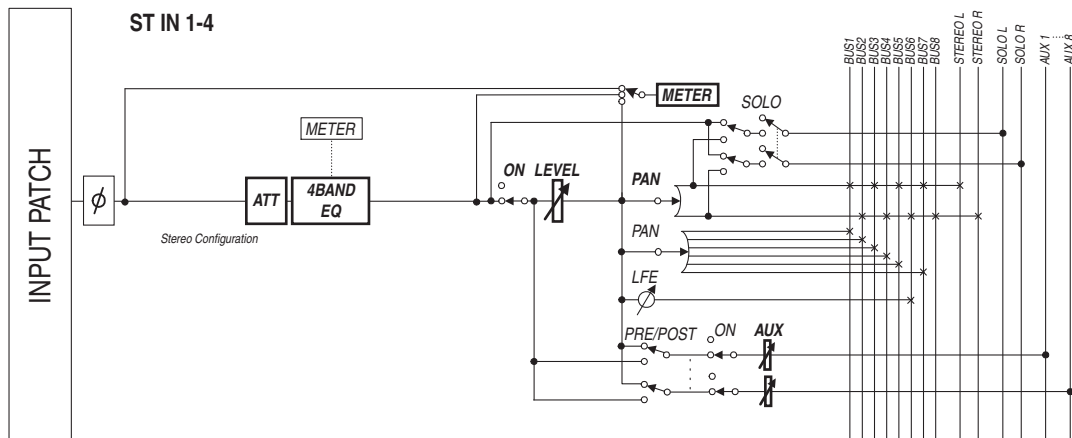 ST IN 1-4
BUS1
BUS2
BUS3
BUS4
BUS5
BUS6
BUS7
BUS8
STEREO L
STEREO R
SOLO L
SOLO R
AUX 1
AUX 8
INPUT PATCH
METER
SOLO
METER
ϕ
ATT
4BAND
EQ
ON
LEVEL
PAN
Stereo Configuration
PAN
LFE
PRE/POST
ON
AUX